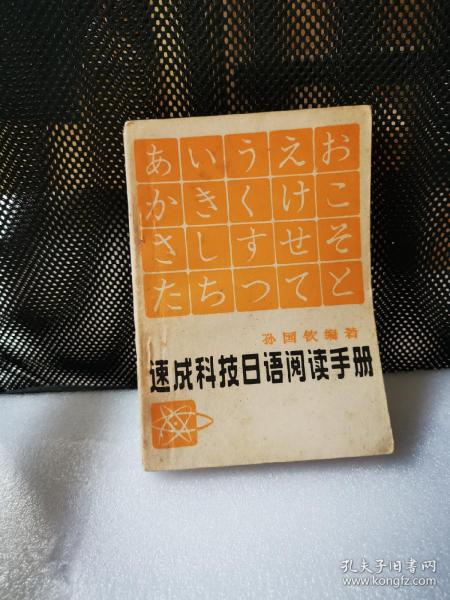 あいうえお
かきくけこ
さしすせそ
たちつてと
孙国钦编著
速成科技日语阅读手册
孔夫子旧书网
www.kongfz.com